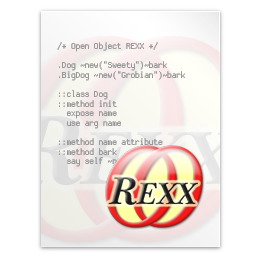 /* Open Object REXX */
.Dog ~new("Sweety")~bark
.BigDog ~new("Grobian")~bark
::class Dog
::method init
expose name
use arg name
::method name attribute
::method bark
say self ~n
REXX